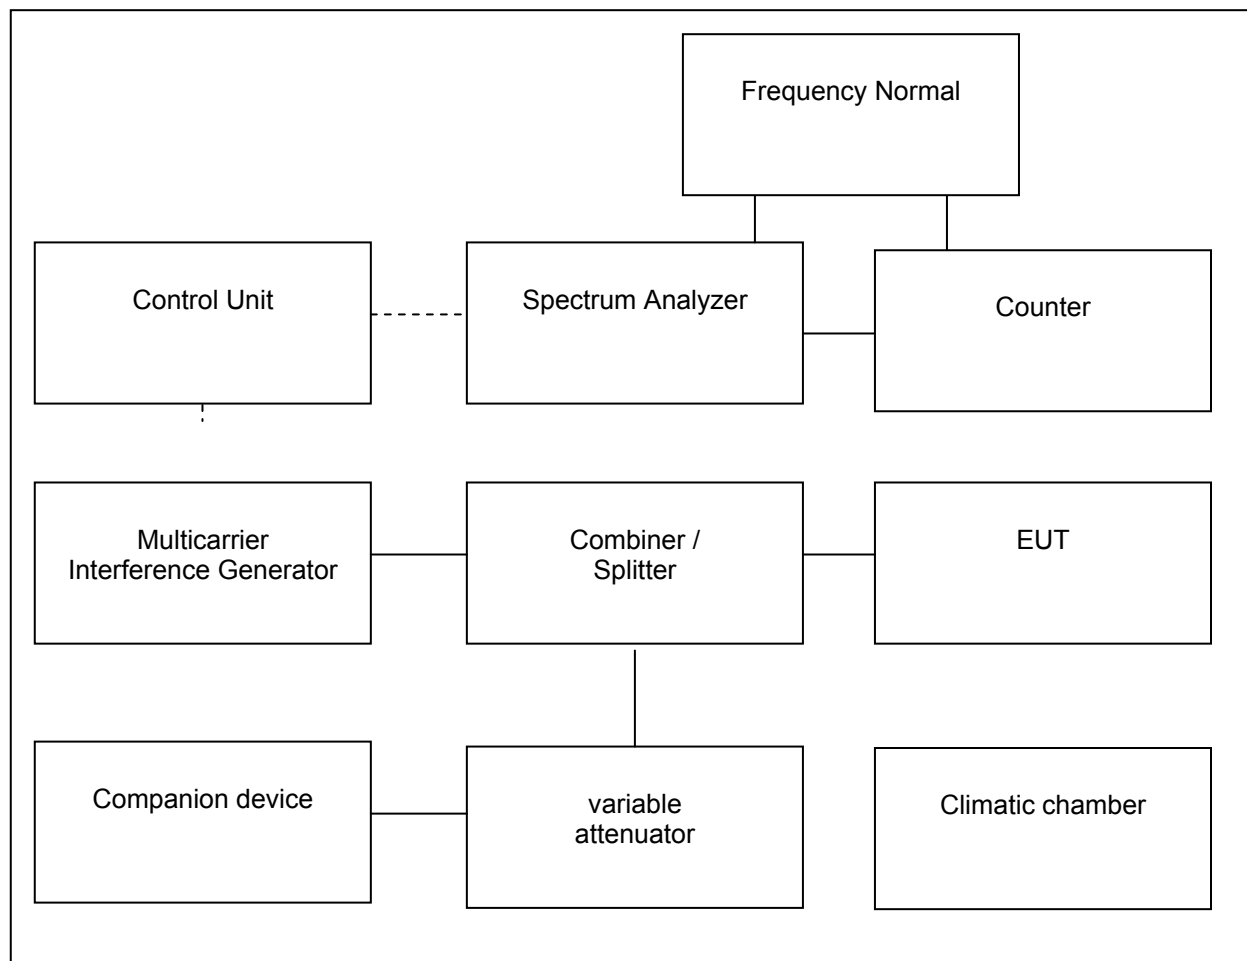 Frequency Normal
Control Unit
Spectrum Analyzer
Counter
Multicarrier
Interference Generator
Combiner /
Splitter
EUT
Companion device
variable
attenuator
Climatic chamber